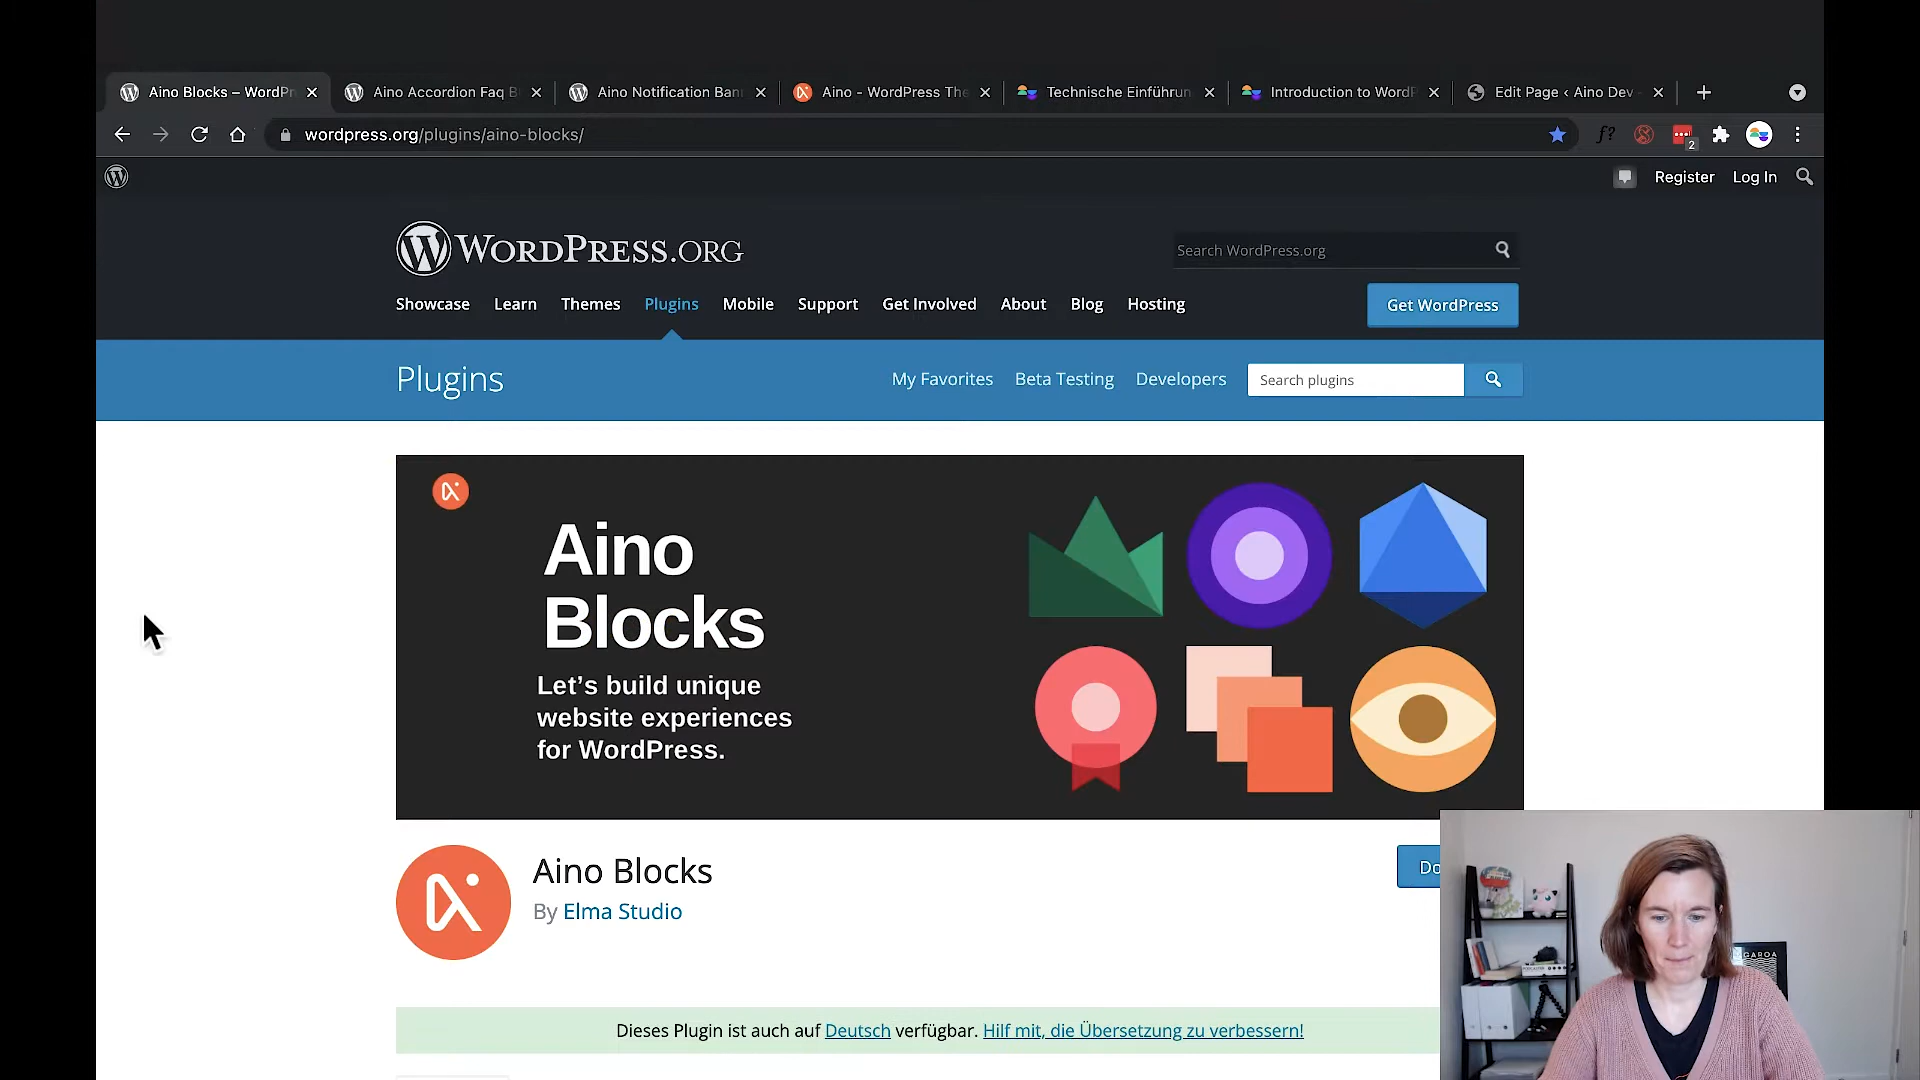 Aino Blocks – WordPr
Aino Accordion Faq B
Aino Notification Ban
Aino - WordPress The
Technische Einführun
Introduction to WordP
Edit Page ‹ Aino Dev
wordpress.org/plugins/aino-blocks/
f?
2
Register
Log In
WORDPRESS.ORG
Search WordPress.org
Showcase
Learn
Themes
Plugins
Mobile
Support
Get Involved
About
Blog
Hosting
Get WordPress
Plugins
My Favorites
Beta Testing
Developers
Search plugins
Aino
Blocks
Let’s build unique
website experiences
for WordPress.
Aino Blocks
Do
By Elma Studio
Dieses Plugin ist auch auf Deutsch verfügbar. Hilf mit, die Übersetzung zu verbessern!